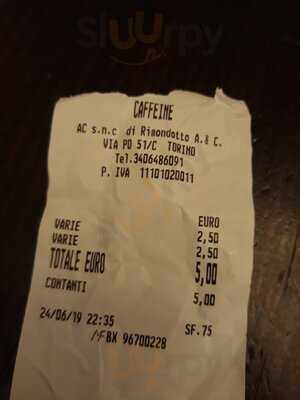 Sluurpy
CAFFEINE
AC s.n.c di Rimondotto A.& C.
VIA PO 51/C TORINO
Tel.3406486091
P. IVA 11101020011
EURO
VARIE 2,50
VARIE 2,50
TOTALE EURO 5,00
CONTANTI 5,00
24/06/19 22:35 SF.75
BX 96700228